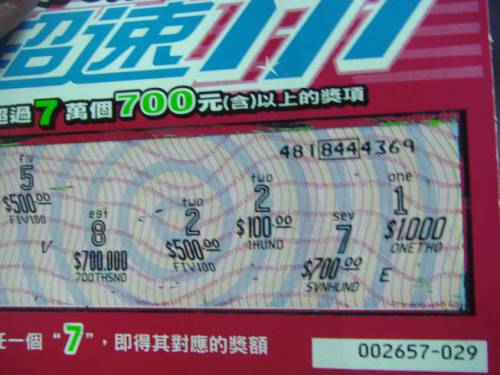 超速777
超過7萬個700元(含)以上的獎項
4818444369
FIV
5
$500.00
FIV100
V
egt
8
$700.000
700THSND
two
2
$500.00
FIV100
two
2
$100.00
1HUND
sev
7
$700.00
SVNHUND
one
1
$1,000
ONETHO
E
任一個“7”，即得其對應的獎額
002657-029